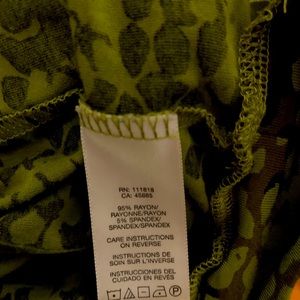 RN: 111818
CA: 45685
95% RAYON/
RAYONNE/RAYON
5% SPANDEX/
SPANDEX/SPANDEX
CARE INSTRUCTIONS
ON REVERSE
INSTRUCTIONS DE
SOIN SUR L'INVERSE
INSTRUCCIONES DEL
CUIDADO EN REVES